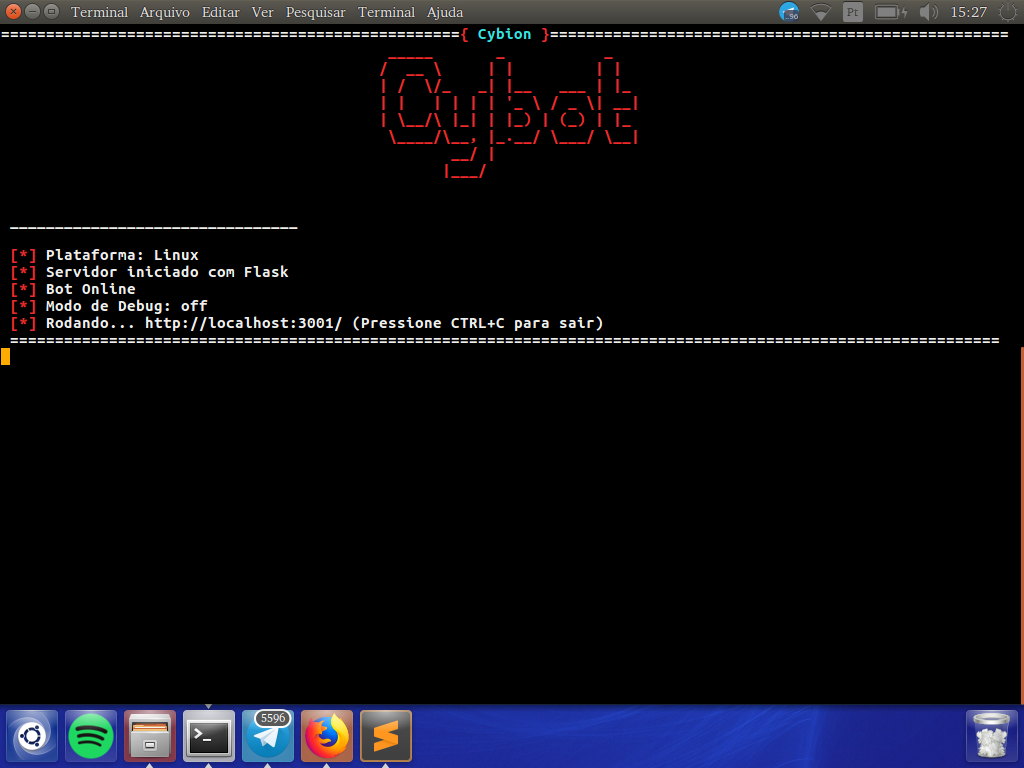 Terminal Arquivo Editar Ver Pesquisar Terminal Ajuda Pt 15:27
==================================================={ Cybion }===================================================
Cybot
--------------------------------
[*] Plataforma: Linux
[*] Servidor iniciado com Flask
[*] Bot Online
[*] Modo de Debug: off
[*] Rodando... http://localhost:3001/ (Pressione CTRL+C para sair)
==============================================================================================================
5596